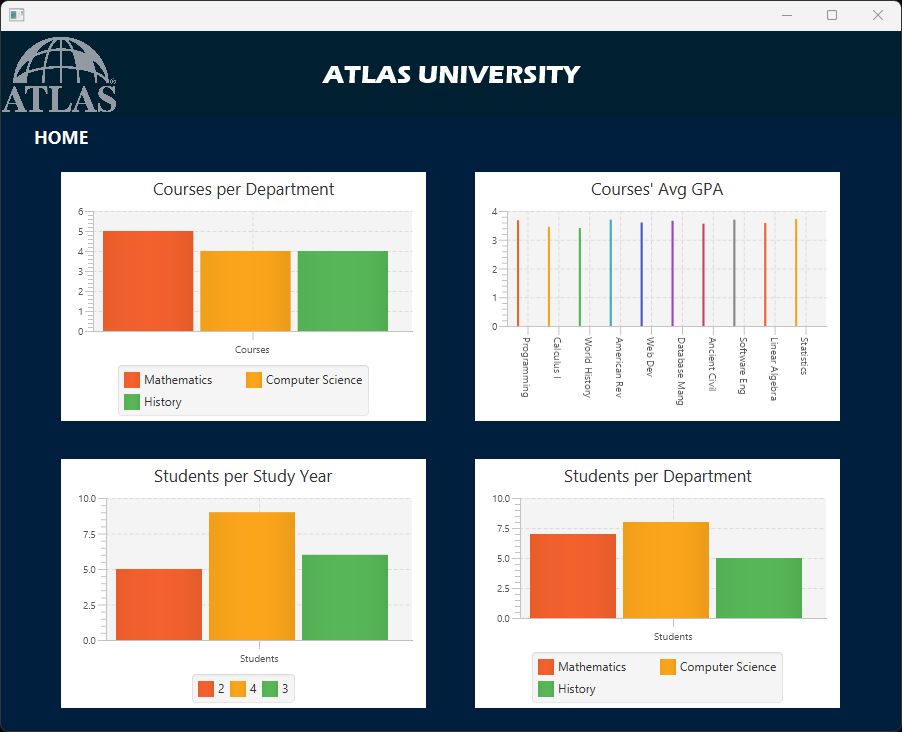 ATLAS
ATLAS UNIVERSITY
HOME
Courses per Department
6
5
4
3
2
1
0
Courses
Mathematics
Computer Science
History
Courses' Avg GPA
4
3
2
1
0
Programming
Calculus I
World History
American Rev
Web Dev
Database Mang
Ancient Civil
Software Eng
Linear Algebra
Statistics
Students per Study Year
10.0
7.5
5.0
2.5
0.0
Students
2
4
3
Students per Department
10.0
7.5
5.0
2.5
0.0
Students
Mathematics
Computer Science
History